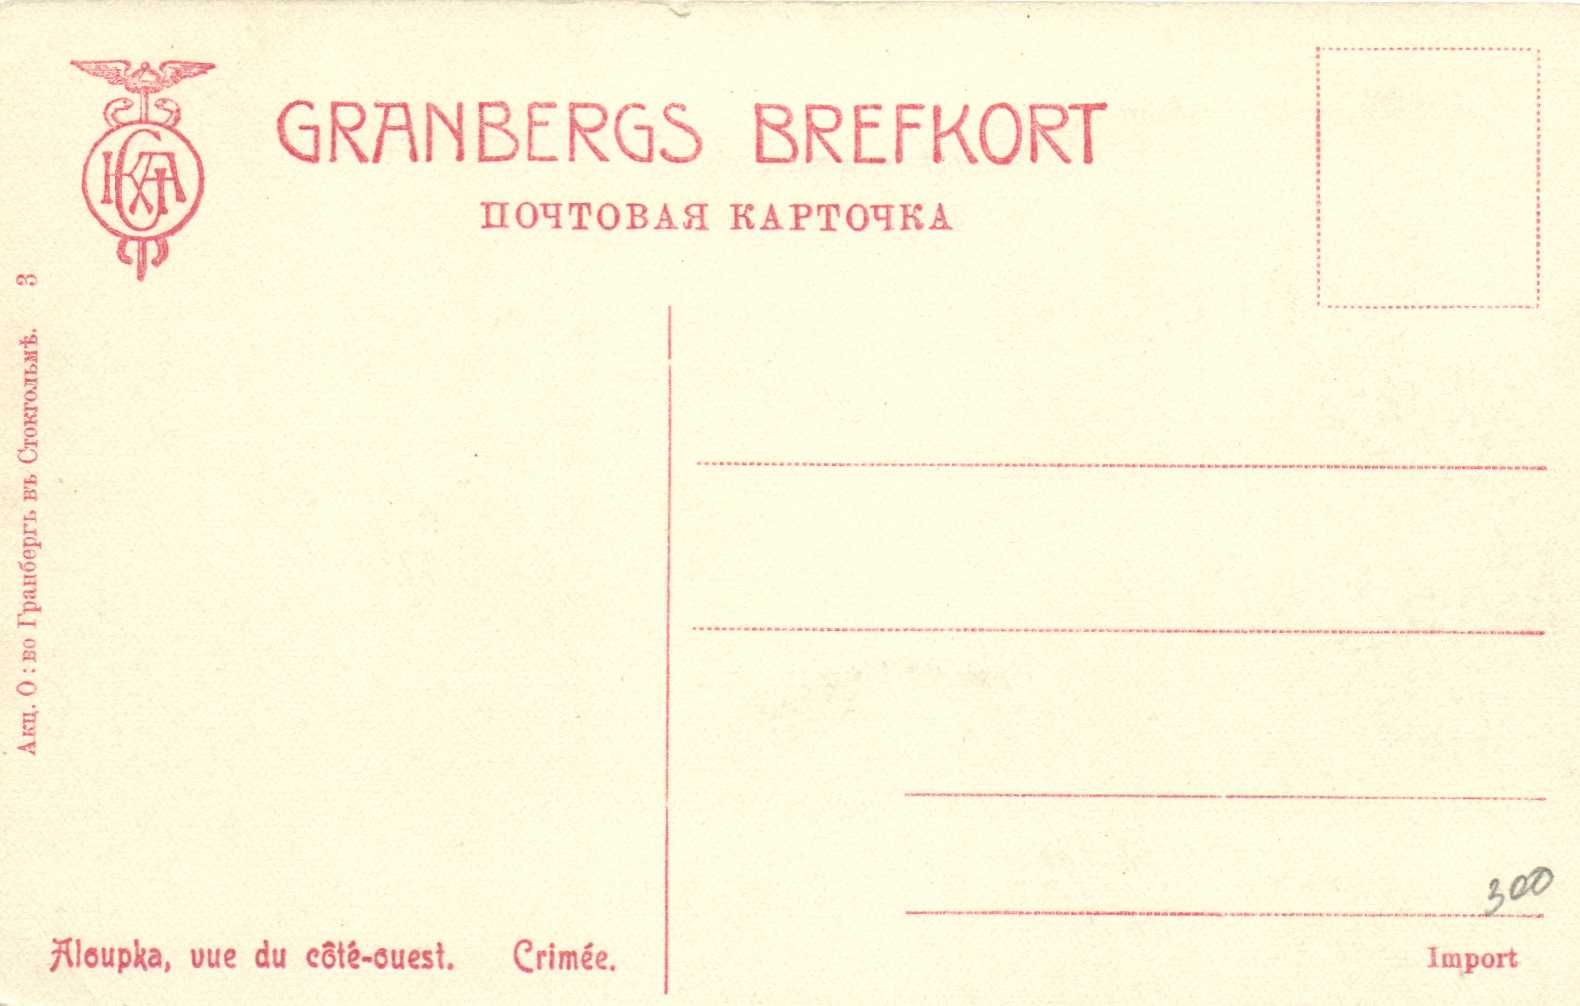 GRANBERGS BREFKORT
ПОЧТОВАЯ КАРТОЧКА
Акц. О: во Гранбергъ въ Стокгольмѣ. 3
Aloupka, vue du côté-ouest. Crimée.
300
Import